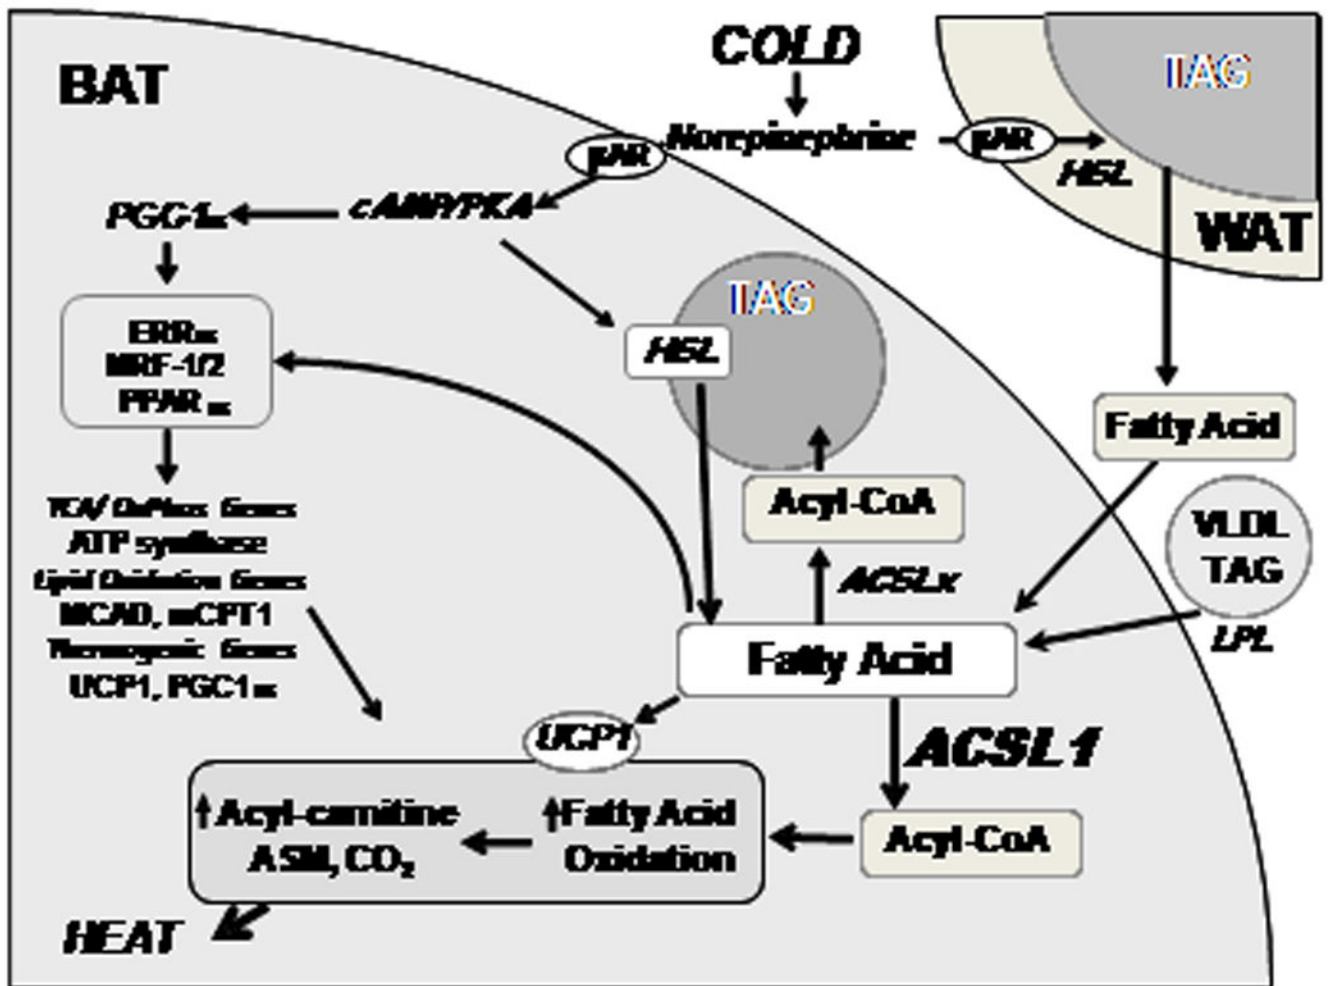 BAT
COLD
Norepinephrine
βAR
βAR
HSL
TAG
WAT
cAMP/PKA
PGC1α
TAG
HSL
ERRα
NRF-1/2
PPAR α
Fatty Acid
Acyl-CoA
VLDL
TAG
LPL
TCA/ OxPhos Genes
ATP synthase
Lipid Oxidation Genes
MCAD, mCPT1
Thermogenic Genes
UCP1, PGC1α
ACSLx
Fatty Acid
UCP1
ACSL1
↑Acyl-carnitine
ASM, CO₂
↑Fatty Acid
Oxidation
Acyl-CoA
HEAT